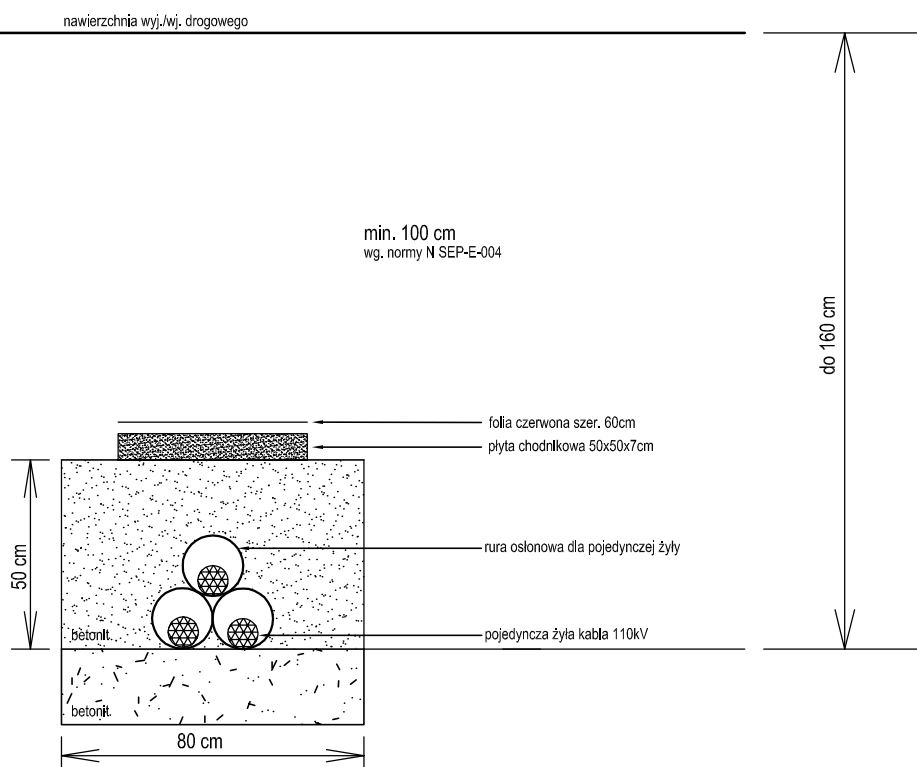 nawierzchnia wyj./wj. drogowego
min. 100 cm
wg. normy N SEP-E-004
do 160 cm
folia czerwona szer. 60cm
płyta chodnikowa 50x50x7cm
50 cm
rura osłonowa dla pojedynczej żyły
pojedyncza żyła kabla 110kV
betonit.
betonit.
80 cm